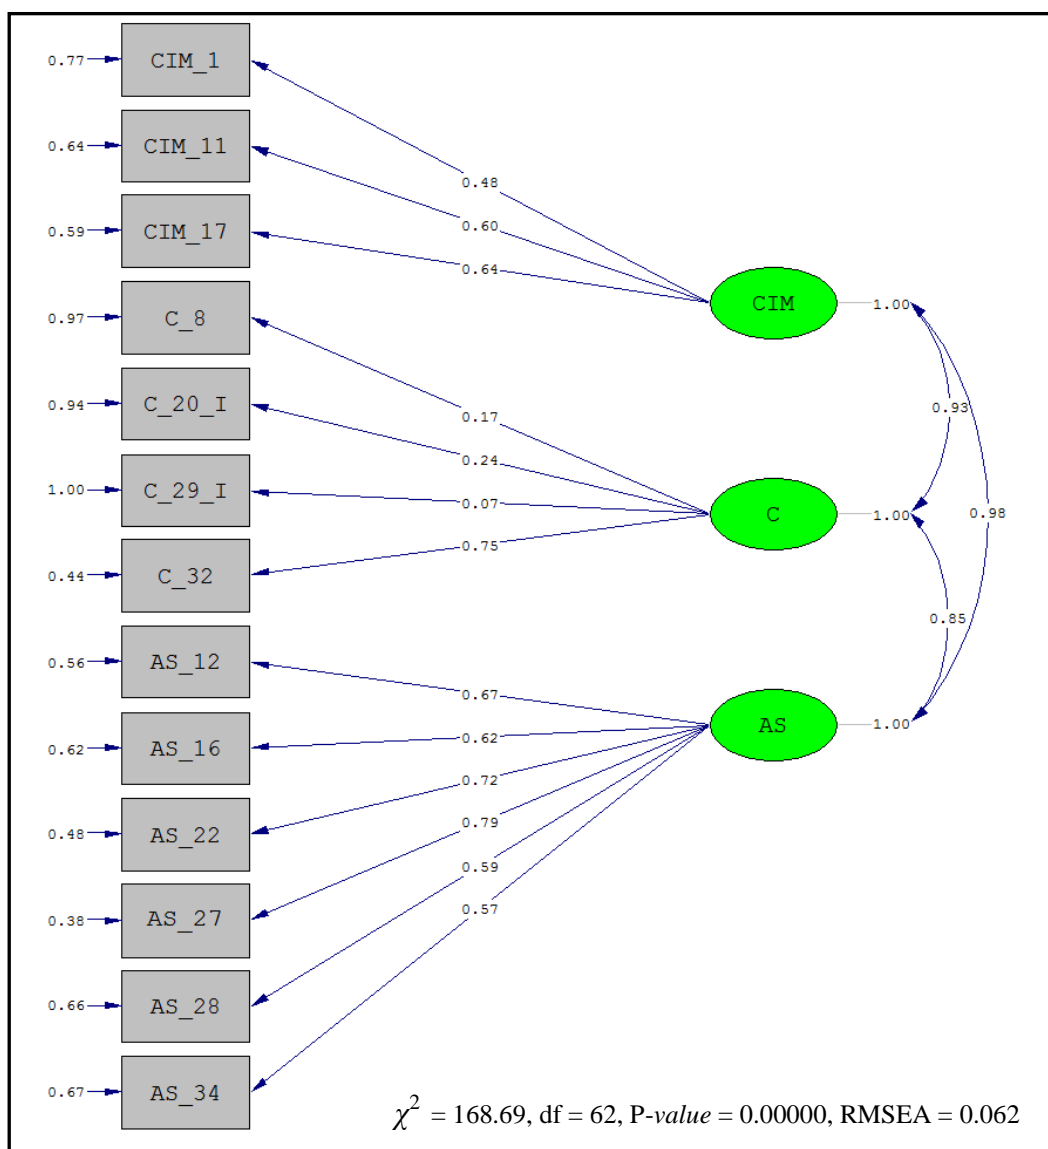 0.77 CIM_1
0.64 CIM_11
0.48
0.60
0.59 CIM_17
0.64
CIM 1.00
0.97 C_8
0.94 C_20_I
0.93
0.17
0.24
1.00 C_29_I
0.07
C 1.00 0.98
0.75
0.44 C_32
0.85
0.56 AS_12
0.67
AS 1.00
0.62 AS_16 0.62
0.72
0.48 AS_22
0.79
0.59
0.57
0.38 AS_27
0.66 AS_28
0.67 AS_34
χ² = 168.69, df = 62, P-value = 0.00000, RMSEA = 0.062